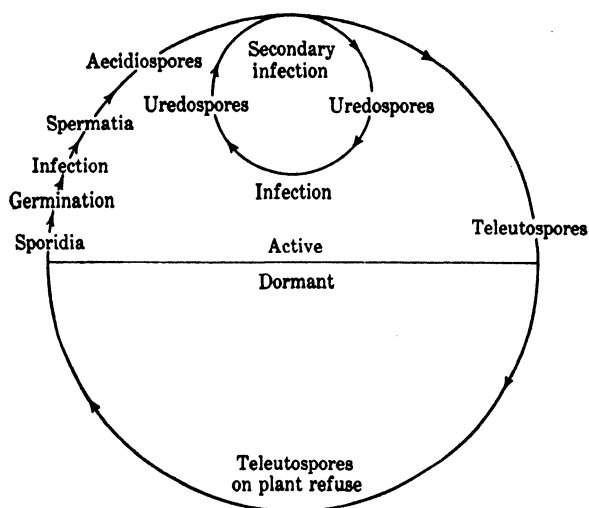 Secondary
infection
Aecidiospores
Uredospores
Uredospores
Spermatia
Infection
Infection
Germination
Teleutospores
Sporidia
Active
Dormant
Teleutospores
on plant refuse